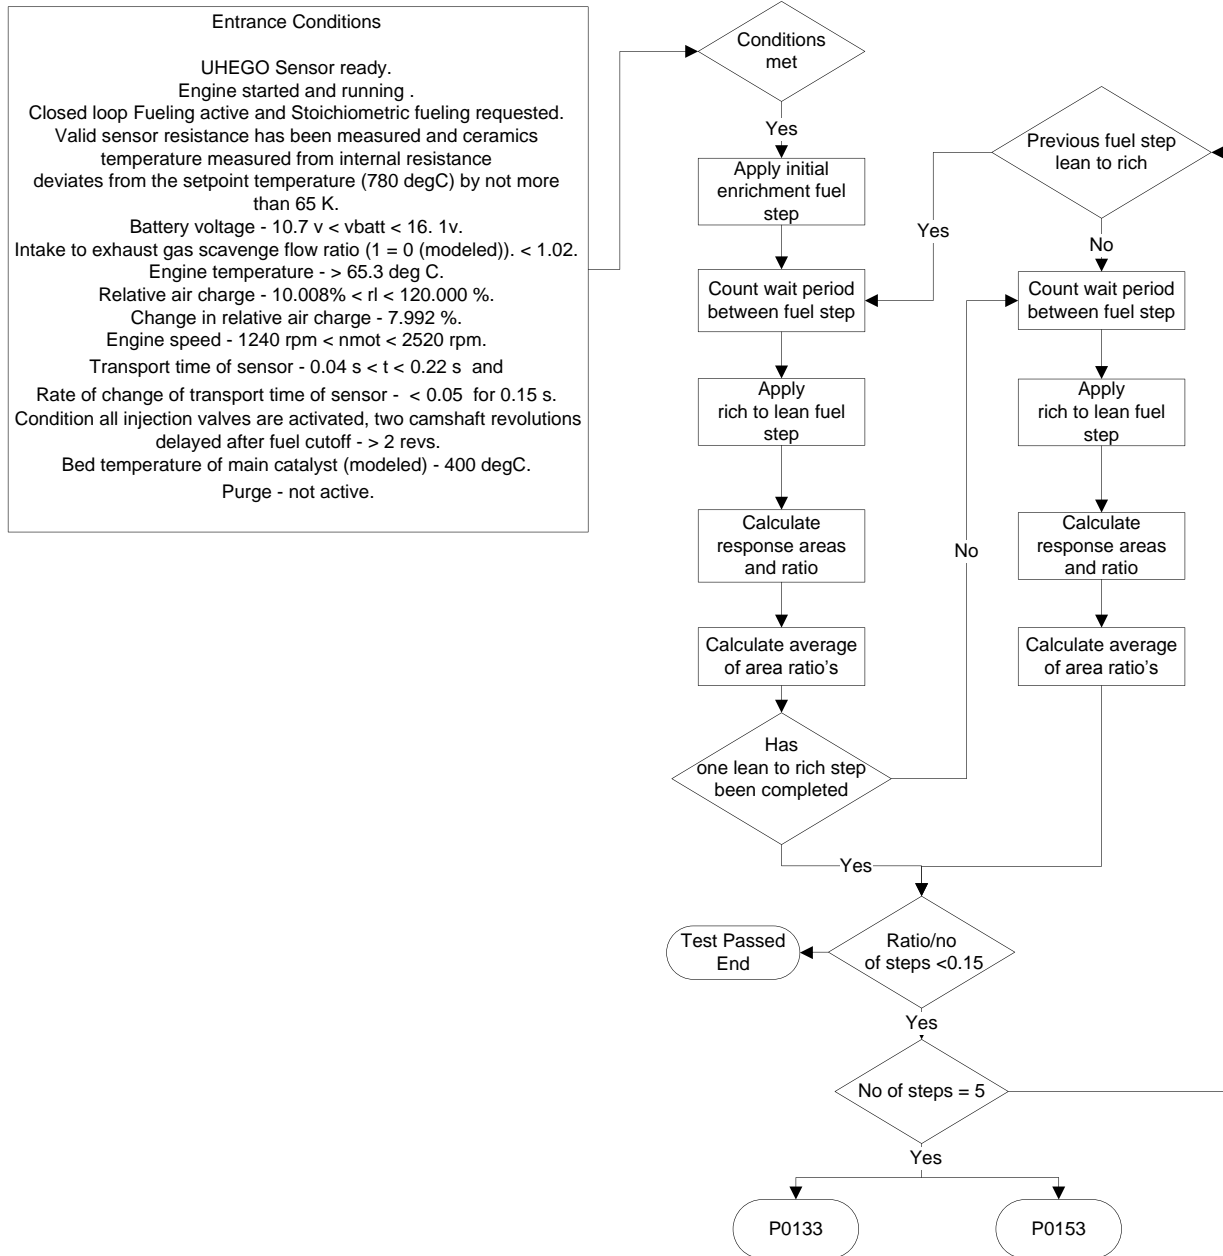 Entrance Conditions
UHEGO Sensor ready.
Engine started and running .
Closed loop Fueling active and Stoichiometric fueling requested.
Valid sensor resistance has been measured and ceramics
temperature measured from internal resistance
deviates from the setpoint temperature (780 degC) by not more
than 65 K.
Battery voltage - 10.7 v < vbatt < 16. 1v.
Intake to exhaust gas scavenge flow ratio (1 = 0 (modeled)). < 1.02.
Engine temperature - > 65.3 deg C.
Relative air charge - 10.008% < rl < 120.000 %.
Change in relative air charge - 7.992 %.
Engine speed - 1240 rpm < nmot < 2520 rpm.
Transport time of sensor - 0.04 s < t < 0.22 s  and
Rate of change of transport time of sensor -  < 0.05  for 0.15 s.
Condition all injection valves are activated, two camshaft revolutions
delayed after fuel cutoff - > 2 revs.
Bed temperature of main catalyst (modeled) - 400 degC.
Purge - not active.
Conditions
met
Yes
Apply initial
enrichment fuel
step
Count wait period
between fuel step
Apply
rich to lean fuel
step
Calculate
response areas
and ratio
Calculate average
of area ratio's
Has
one lean to rich step
been completed
Yes
No
Previous fuel step
lean to rich
Yes
No
Count wait period
between fuel step
Apply
rich to lean fuel
step
Calculate
response areas
and ratio
Calculate average
of area ratio's
Ratio/no
of steps <0.15
Test Passed
End
Yes
No of steps = 5
Yes
P0133
P0153